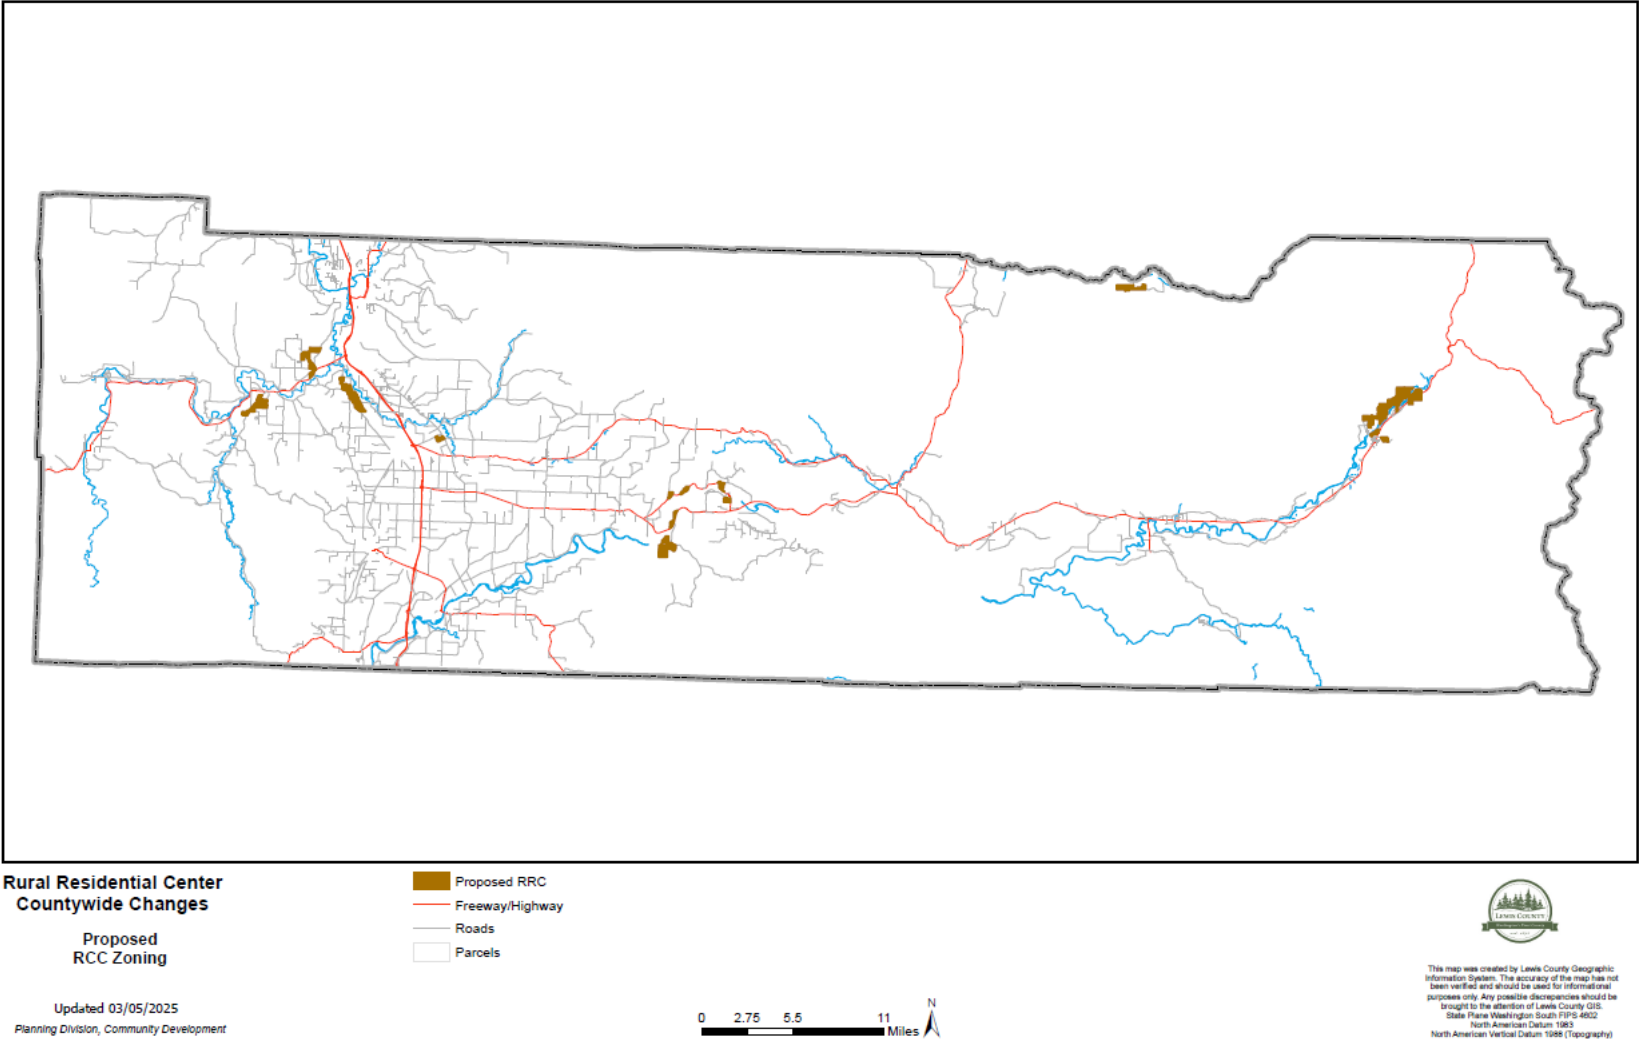 Rural Residential Center
Countywide Changes
Proposed
RCC Zoning
Updated 03/05/2025
Planning Division, Community Development
Proposed RRC
Freeway/Highway
Roads
Parcels
0 2.75 5.5 11
Miles
N
LEWIS COUNTY
This map was created by Lewis County Geographic
Information System. The accuracy of the map has not
been verified and should be used for informational
purposes only. Any possible discrepancies should be
brought to the attention of Lewis County GIS.
State Plane Washington South FIPS 4602
North American Datum 1983
North American Vertical Datum 1988 (Topography)